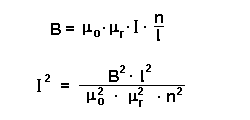 B = μ₀ · μᵣ · I · n/l
I² = B² · l² / μ₀² · μᵣ² · n²